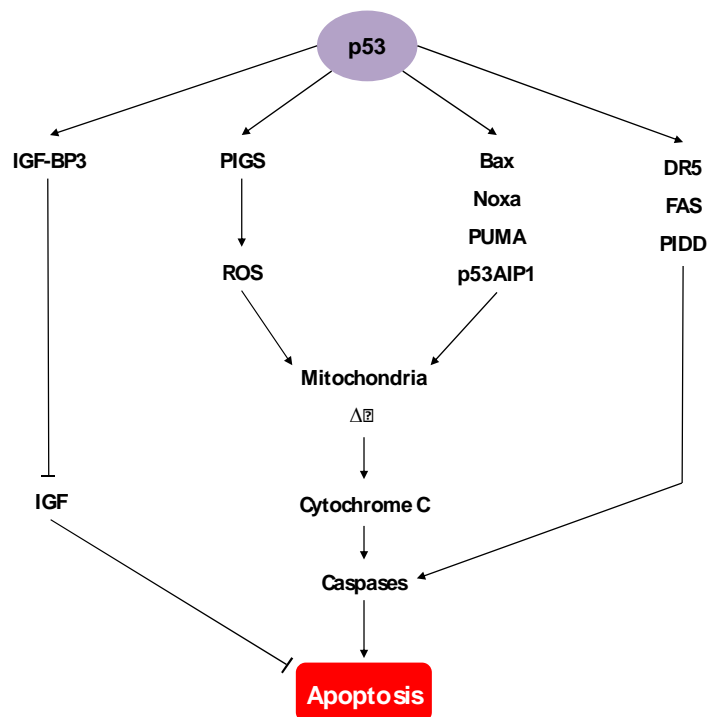 p53
IGF-BP3
PIGS
Bax
DR5
Noxa
FAS
PUMA
PIDD
ROS
p53AIP1
Mitochondria
Δ
IGF
Cytochrome C
Caspases
Apoptosis